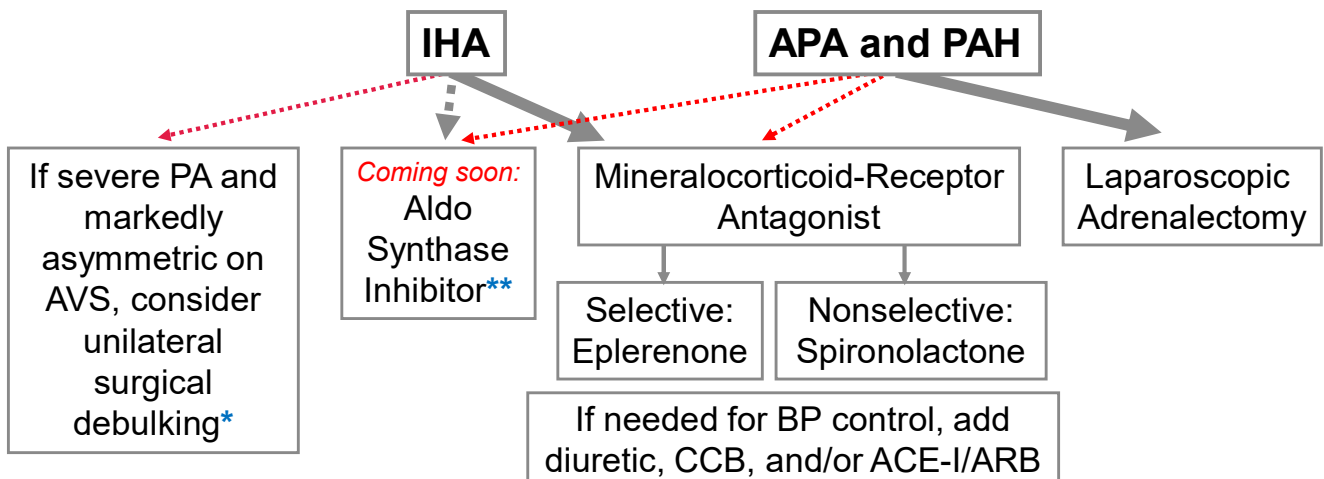 IHA
APA and PAH
If severe PA and
markedly
asymmetric on
AVS, consider
unilateral
surgical
debulking*
Coming soon:
Aldo
Synthase
Inhibitor**
Mineralocorticoid-Receptor
Antagonist
Laparoscopic
Adrenalectomy
Selective:
Eplerenone
Nonselective:
Spironolactone
If needed for BP control, add
diuretic, CCB, and/or ACE-I/ARB